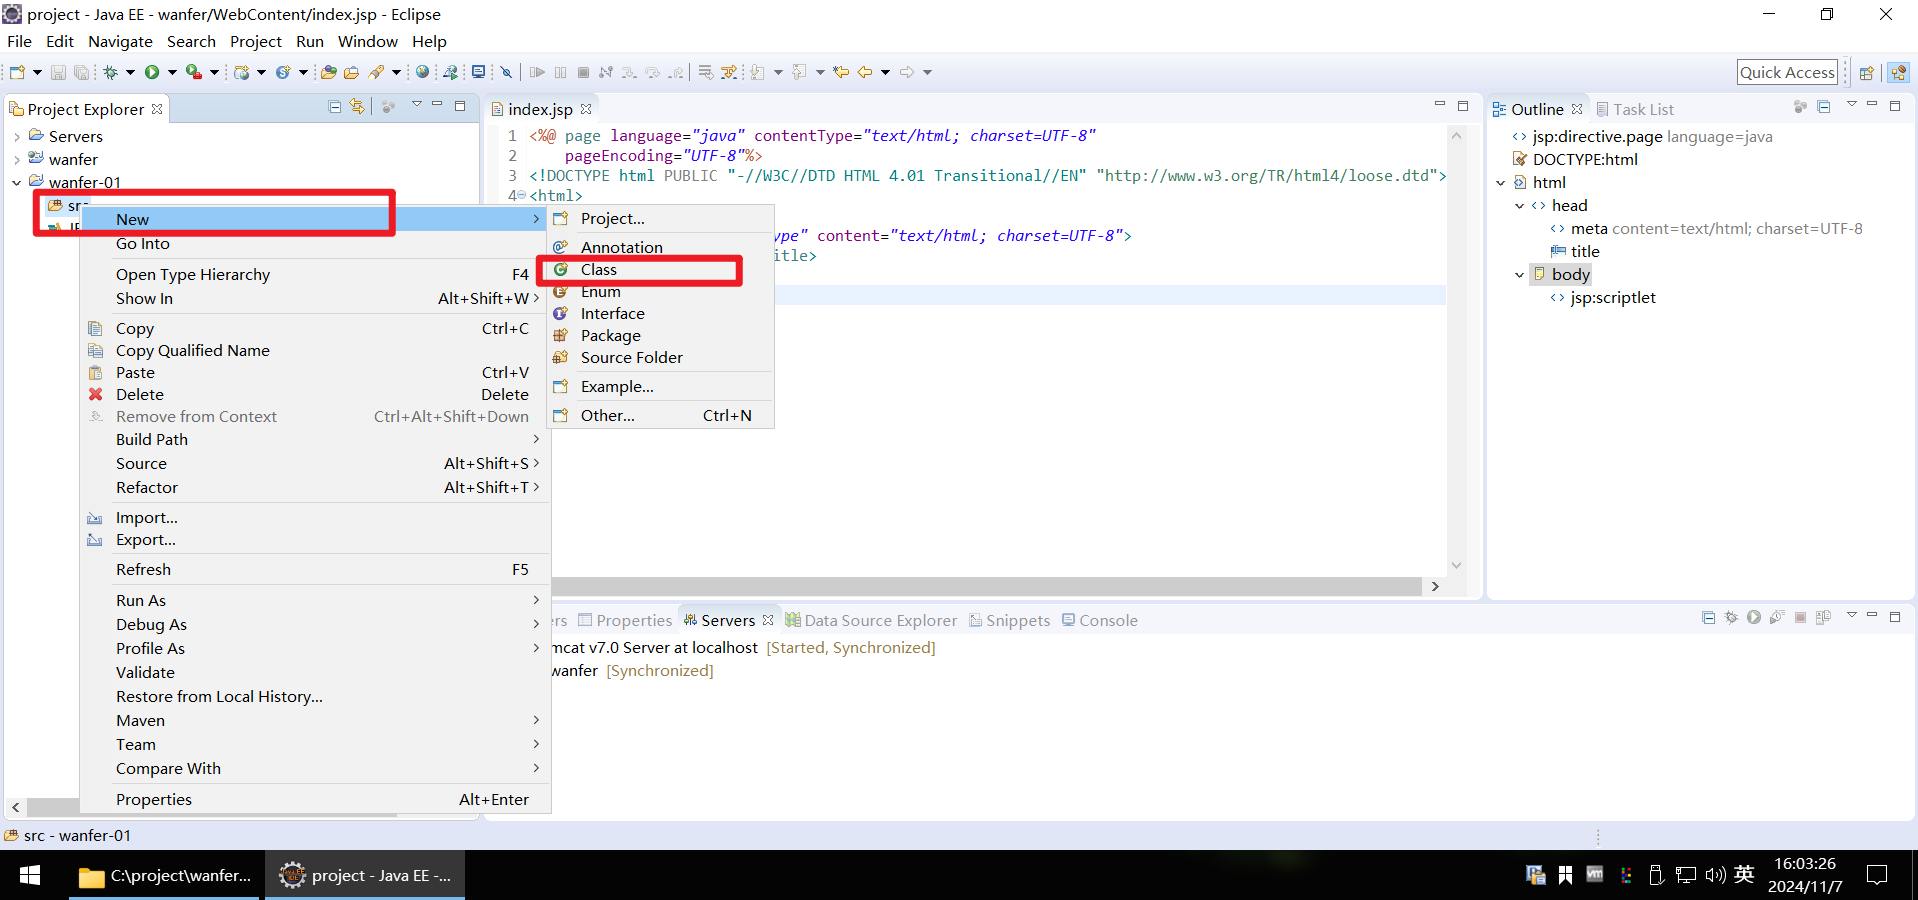 project - Java EE - wanfer/WebContent/index.jsp - Eclipse
File Edit Navigate Search Project Run Window Help
Quick Access
Project Explorer
Servers
wanfer
wanfer-01
src
New
Go Into
Open Type Hierarchy F4
Show In Alt+Shift+W
Copy Ctrl+C
Copy Qualified Name
Paste Ctrl+V
Delete Delete
Remove from Context Ctrl+Alt+Shift+Down
Build Path
Source Alt+Shift+S
Refactor Alt+Shift+T
Import...
Export...
Refresh F5
Run As
Debug As
Profile As
Validate
Restore from Local History...
Maven
Team
Compare With
Properties Alt+Enter
Project...
Annotation
Class
Enum
Interface
Package
Source Folder
Example...
Other... Ctrl+N
index.jsp
1 <%@ page language="java" contentType="text/html; charset=UTF-8"
2 pageEncoding="UTF-8"%>
3 <!DOCTYPE html PUBLIC "-//W3C//DTD HTML 4.01 Transitional//EN" "http://www.w3.org/TR/html4/loose.dtd">
4 <html>
ype" content="text/html; charset=UTF-8">
itle>
Outline Task List
jsp:directive.page language=java
DOCTYPE:html
html
head
meta content=text/html; charset=UTF-8
title
body
jsp:scriptlet
rs Properties Servers Data Source Explorer Snippets Console
mcat v7.0 Server at localhost [Started, Synchronized]
wanfer [Synchronized]
src - wanfer-01
C:\project\wanfer...
project - Java EE -...
英
16:03:26
2024/11/7